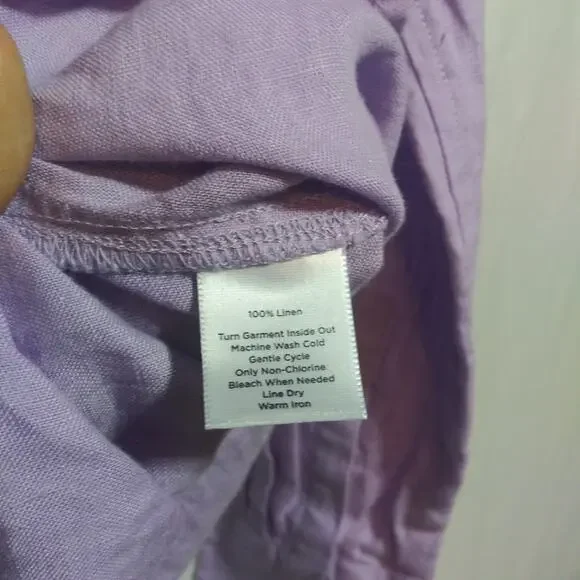 100% Linen
Turn Garment Inside Out
Machine Wash Cold
Gentle Cycle
Only Non-Chlorine
Bleach When Needed
Line Dry
Warm Iron